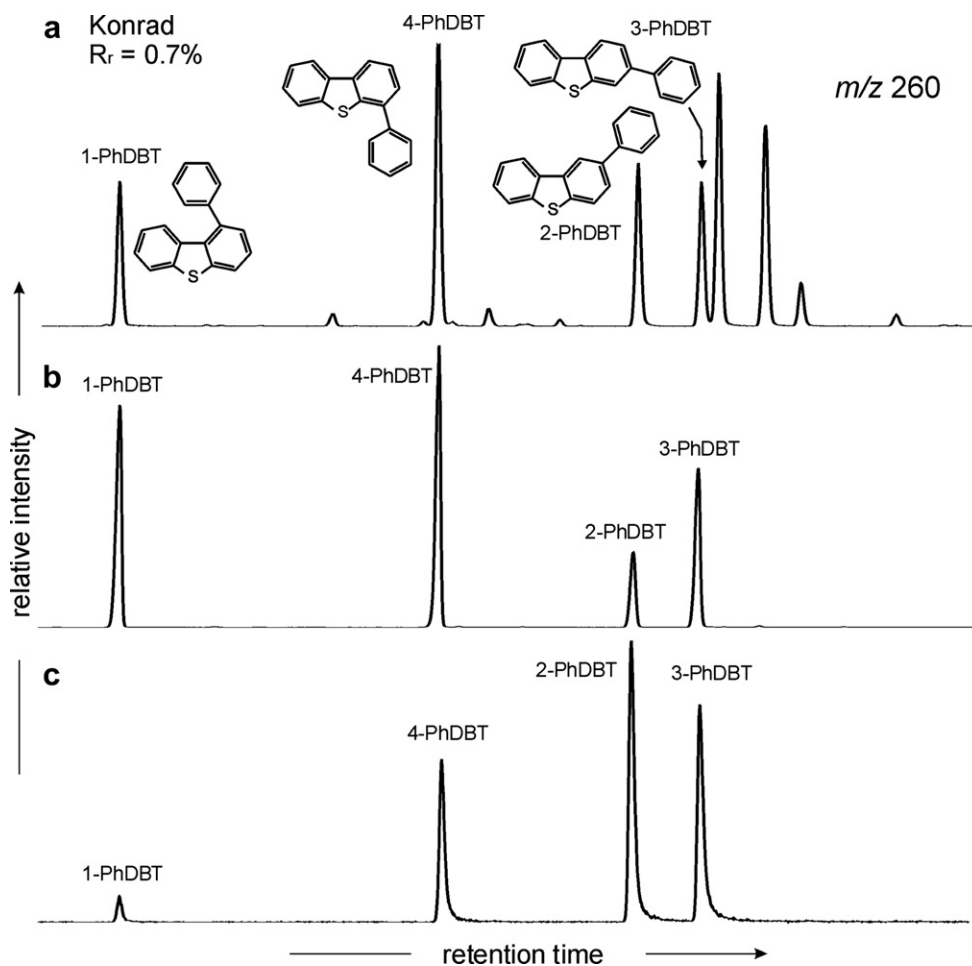 a Konrad
Rr = 0.7%
4-PhDBT
3-PhDBT
m/z 260
1-PhDBT
S
S
S
S
2-PhDBT
b
1-PhDBT
4-PhDBT
3-PhDBT
2-PhDBT
relative intensity
c
2-PhDBT
3-PhDBT
4-PhDBT
1-PhDBT
retention time